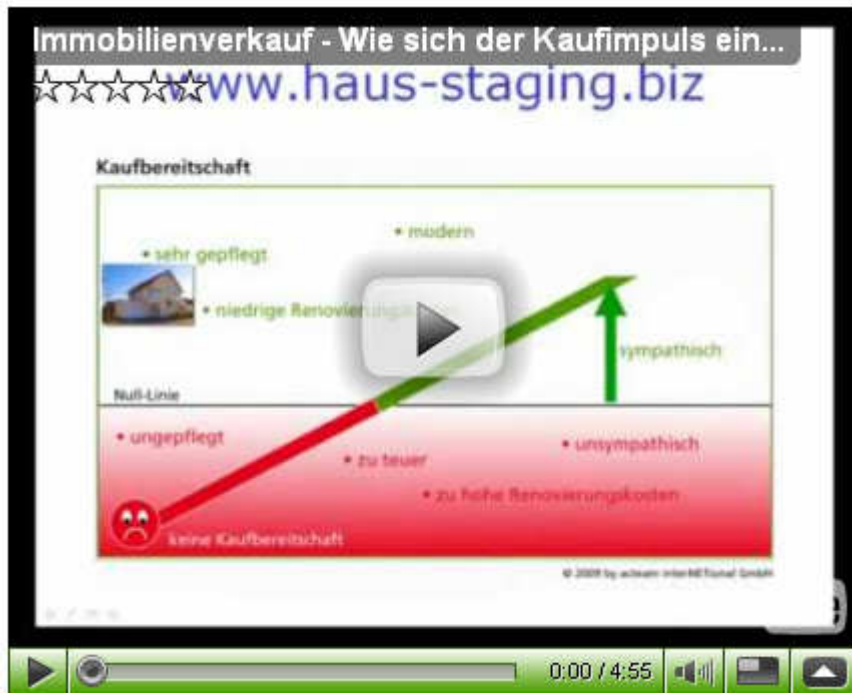 Immobilienverkauf - Wie sich der Kaufimpuls ein...
www.haus-staging.biz
Kaufbereitschaft
• modern
• sehr gepflegt
• niedrige
sympathisch
Null-Linie
• ungepflegt
• unsympathisch
• zu teuer
• zu hohe Renovierungskosten
keine Kaufbereitschaft
© 2009 by acteam interNETional GmbH
0:00 / 4:55